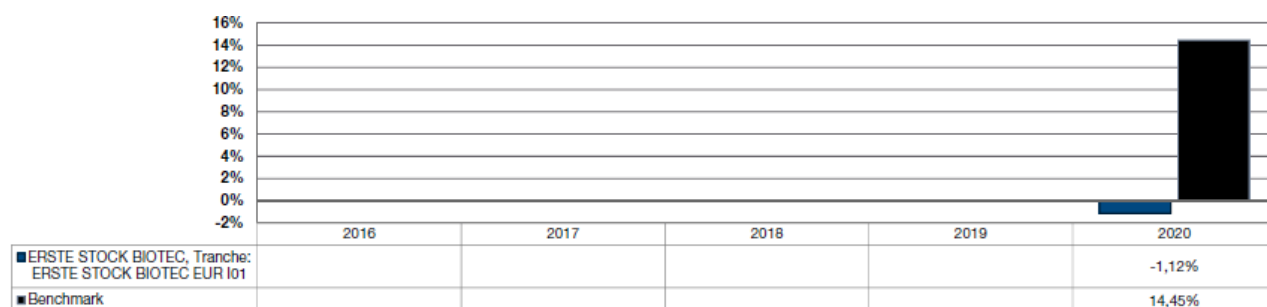 16%
14%
12%
10%
8%
6%
4%
2%
0%
-2%
2016 2017 2018 2019 2020
ERSTE STOCK BIOTEC, Tranche:
ERSTE STOCK BIOTEC EUR I01
-1,12%
Benchmark 14,45%